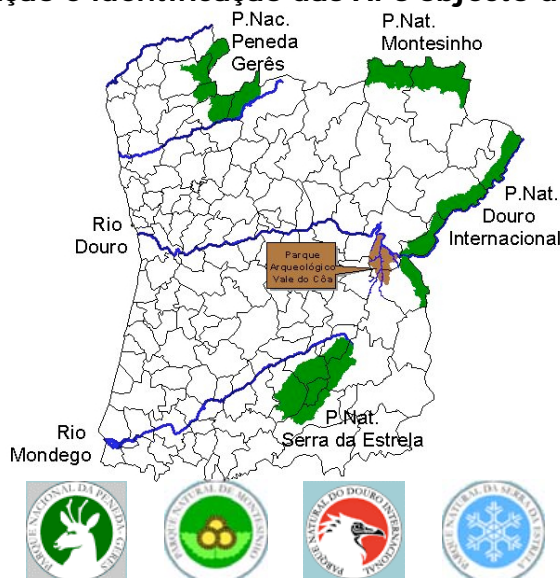 P.Nac.
Peneda
Gerês
P.Nat.
Montesinho
P.Nat.
Douro
Internacional
Rio
Douro
Parque
Arqueológico
Vale do Côa
P.Nat.
Serra da Estrela
Rio
Mondego
PARQUE NACIONAL DA PENEDA - GERÊS
PARQUE NATURAL DE MONTESINHO
PARQUE NATURAL DO DOURO INTERNACIONAL
PARQUE NATURAL DA SERRA DA ESTRELA